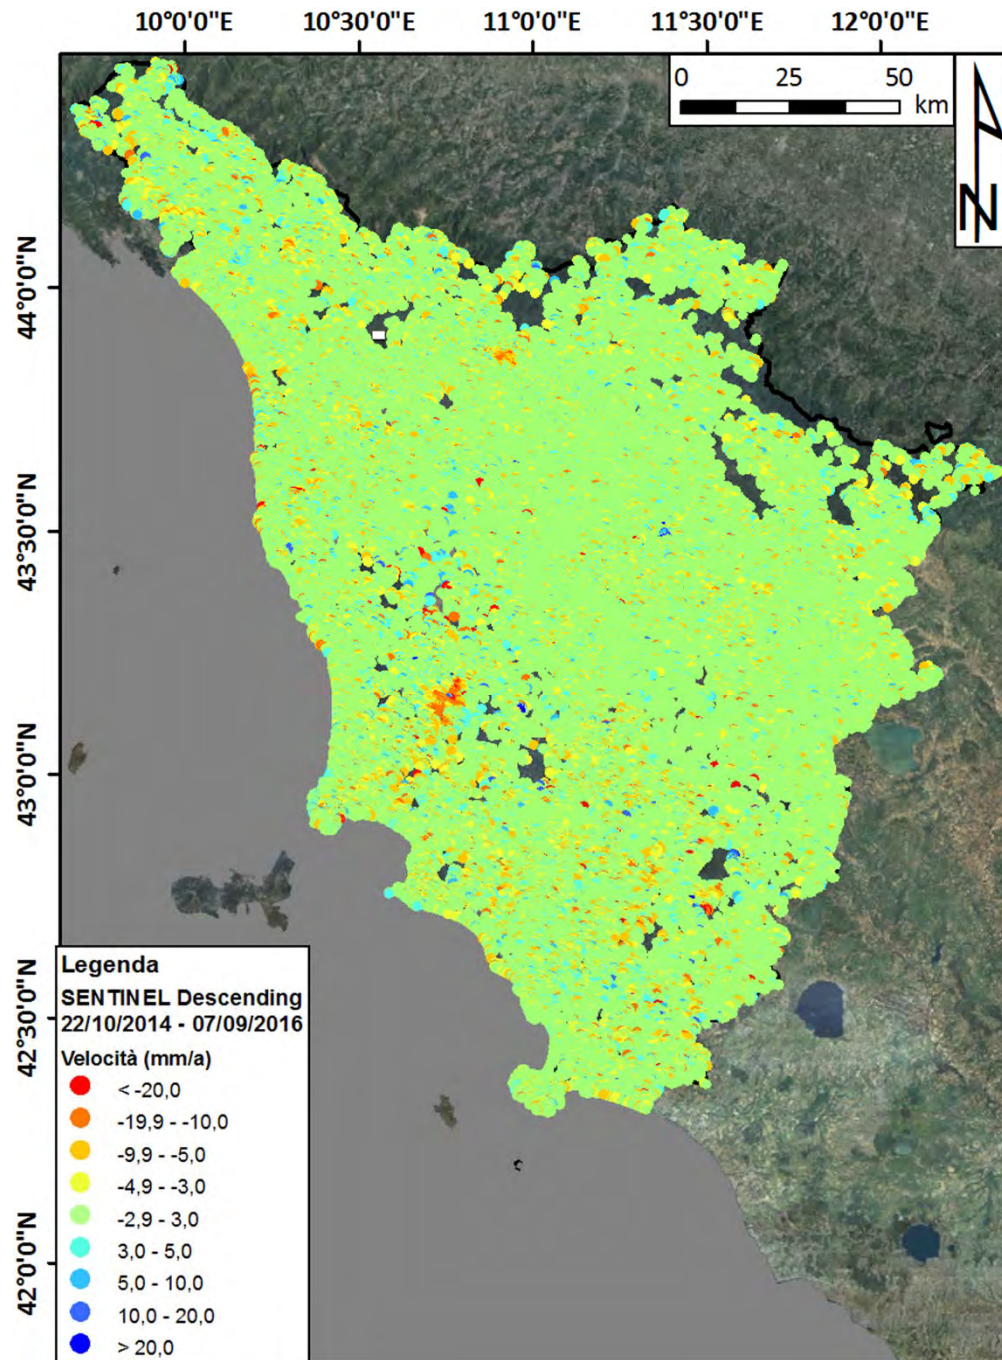 10°0'0"E 10°30'0"E 11°0'0"E 11°30'0"E 12°0'0"E
0 25 50
km
N
44°0'0"N
43°30'0"N
43°0'0"N
42°30'0"N
42°0'0"N
Legenda
SENTINEL Descending
22/10/2014 - 07/09/2016
Velocità (mm/a)
< -20,0
-19,9 - -10,0
-9,9 - -5,0
-4,9 - -3,0
-2,9 - 3,0
3,0 - 5,0
5,0 - 10,0
10,0 - 20,0
> 20,0